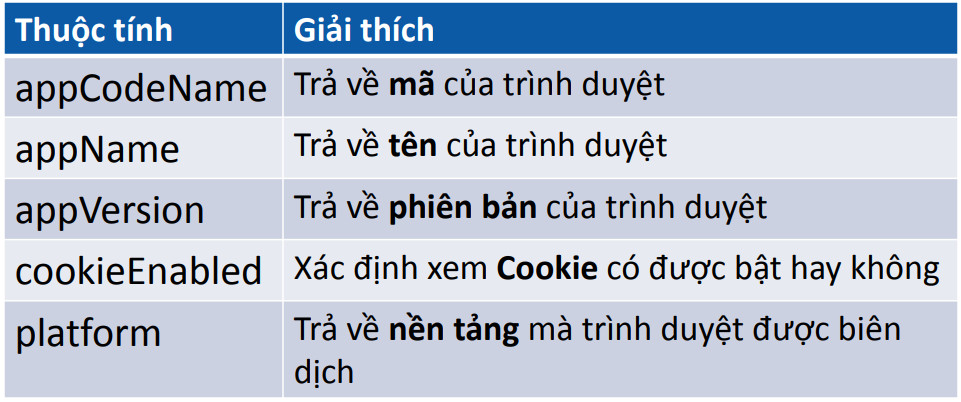 Thuộc tính Giải thích
appCodeName Trả về mã của trình duyệt
appName Trả về tên của trình duyệt
appVersion Trả về phiên bản của trình duyệt
cookieEnabled Xác định xem Cookie có được bật hay không
platform Trả về nền tảng mà trình duyệt được biên
dịch